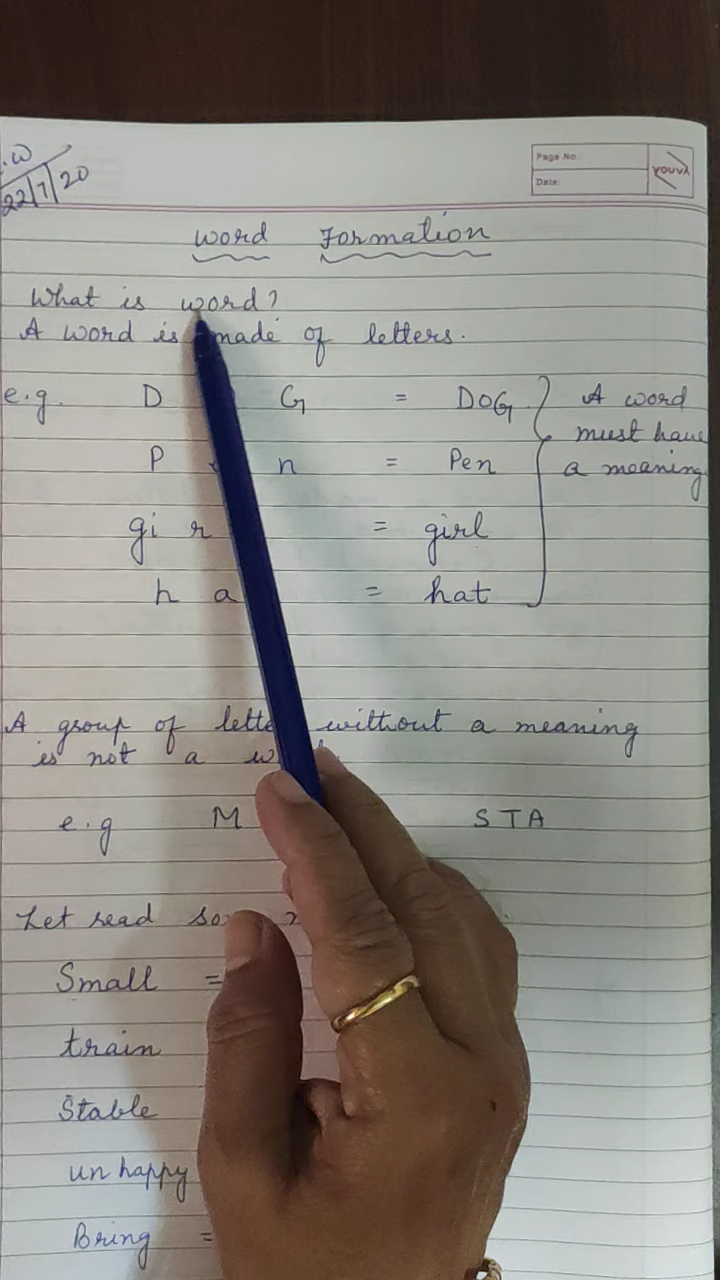 .W
22/7/20
Page No.:
Date:
YOUVA
Word Formation
What is word?
A word is made of letters.
e.g. D G = DOG
P n = Pen
gi r = girl
h a = hat
A word
must have
a meaning
A group of without a meaning
is not a
e.g M STA
Let read
Small =
train
Stable
un happy
Bring =